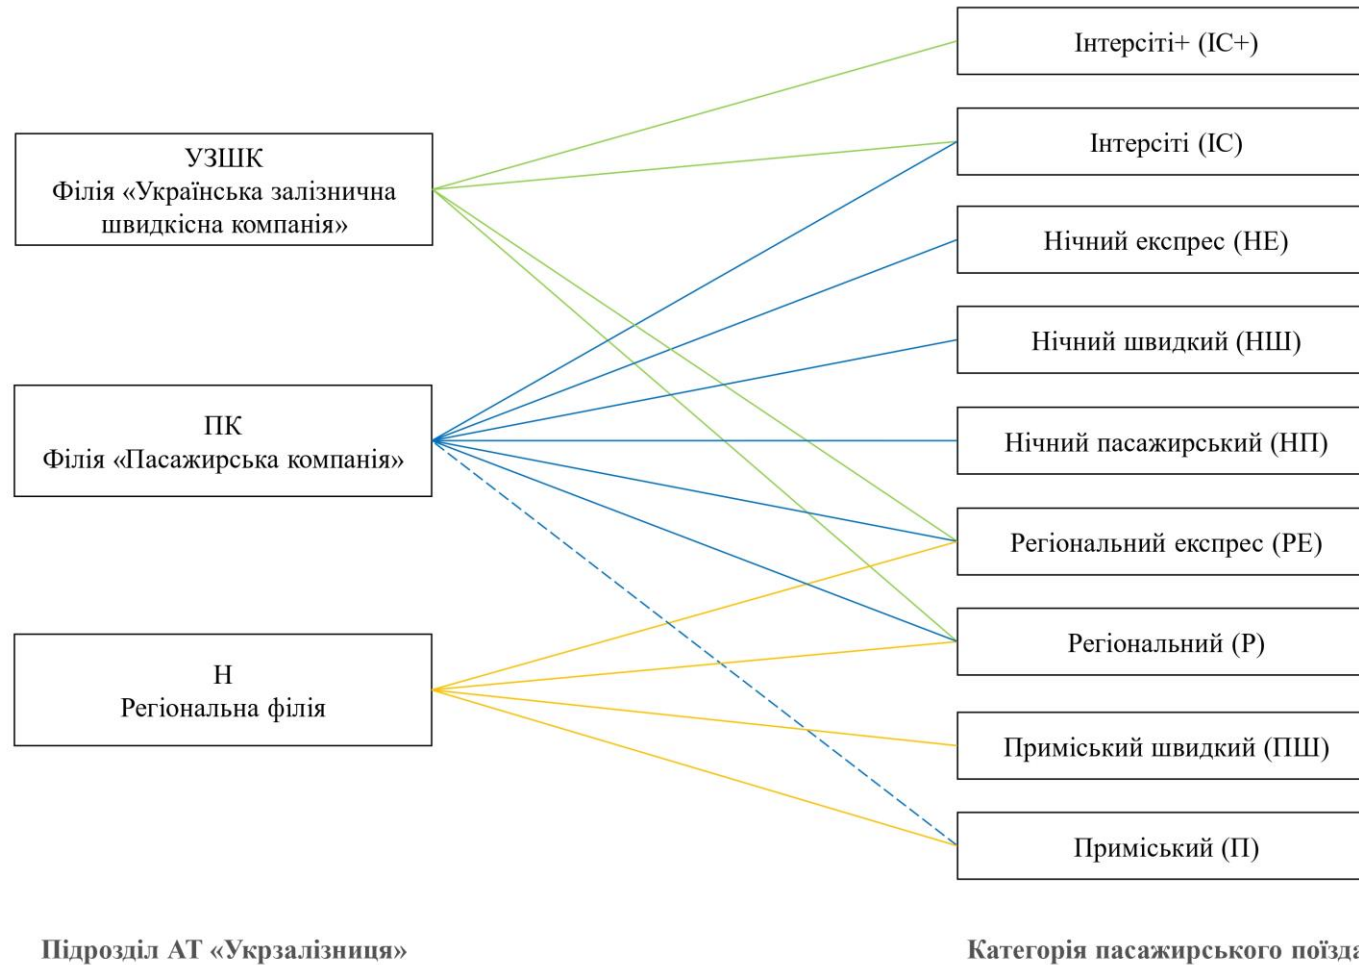 Інтерсіті+ (ІС+)
УЗШК
Філія «Українська залізнична
швидкісна компанія»
Інтерсіті (ІС)
Нічний експрес (НЕ)
Нічний швидкий (НШ)
ПК
Філія «Пасажирська компанія»
Нічний пасажирський (НП)
Регіональний експрес (РЕ)
Н
Регіональна філія
Регіональний (Р)
Приміський швидкий (ПШ)
Приміський (П)
Підрозділ АТ «Укрзалізниця»
Категорія пасажирського поїзда